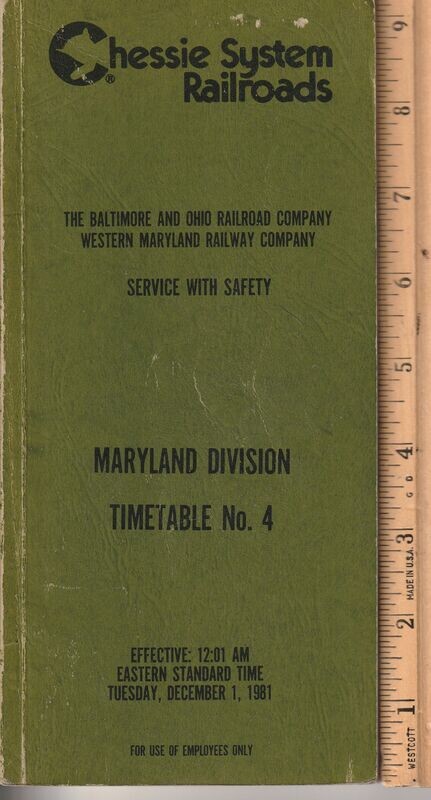 Chessie System
Railroads
®
THE BALTIMORE AND OHIO RAILROAD COMPANY
WESTERN MARYLAND RAILWAY COMPANY
SERVICE WITH SAFETY
MARYLAND DIVISION
TIMETABLE No. 4
EFFECTIVE: 12:01 AM
EASTERN STANDARD TIME
TUESDAY, DECEMBER 1, 1981
FOR USE OF EMPLOYEES ONLY
9
8
7
6
5
4
3
2
1
MADE IN U.S.A.
WESTCOTT